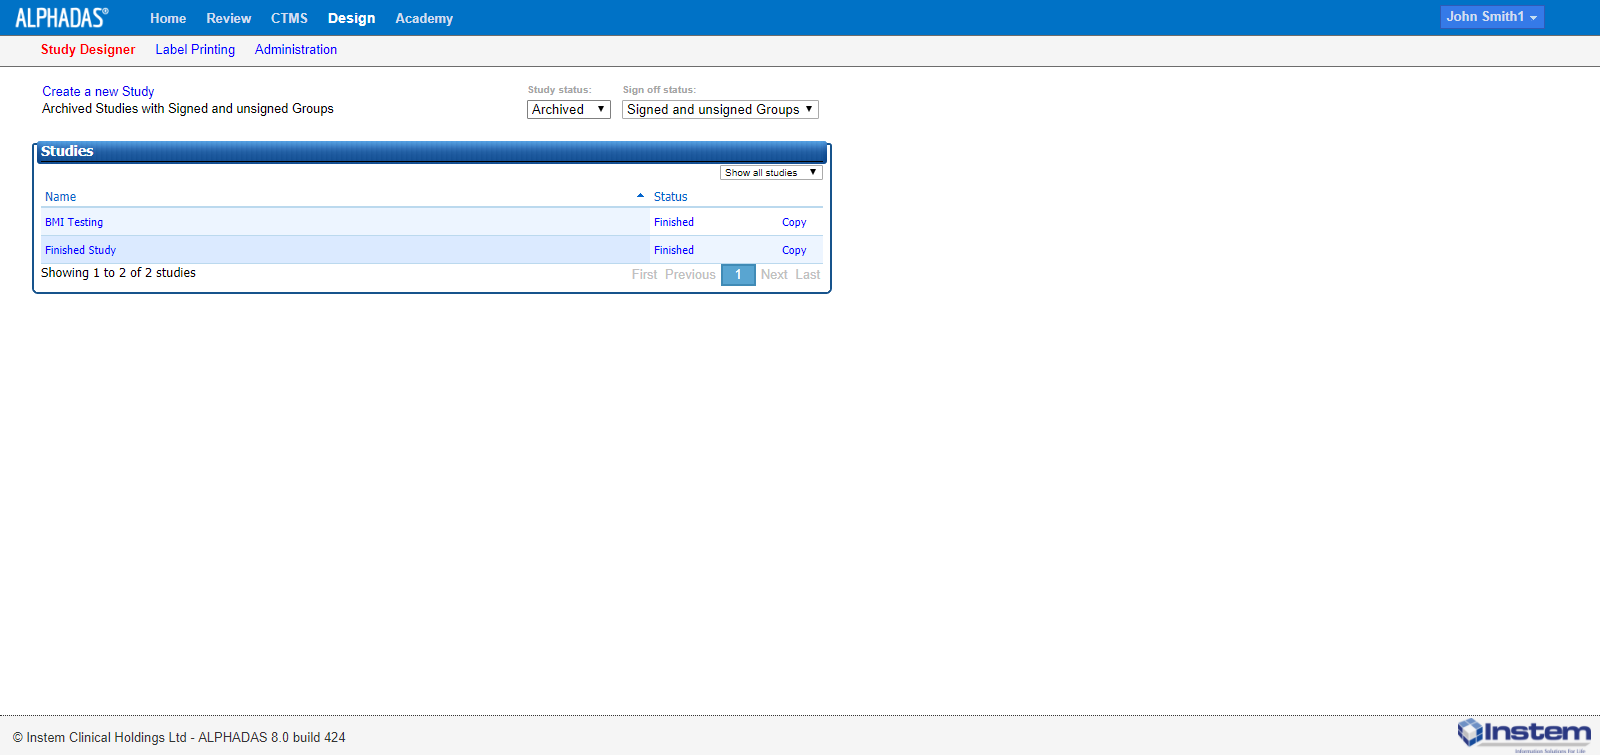 ALPHADAS® Home Review CTMS Design Academy John Smith1
Study Designer Label Printing Administration
Create a new Study
Archived Studies with Signed and unsigned Groups
Study status: Sign off status:
Archived Signed and unsigned Groups
Studies
Show all studies
Name Status
BMI Testing Finished Copy
Finished Study Finished Copy
Showing 1 to 2 of 2 studies First Previous 1 Next Last
© Instem Clinical Holdings Ltd - ALPHADAS 8.0 build 424
Instem
Information Solutions for Life